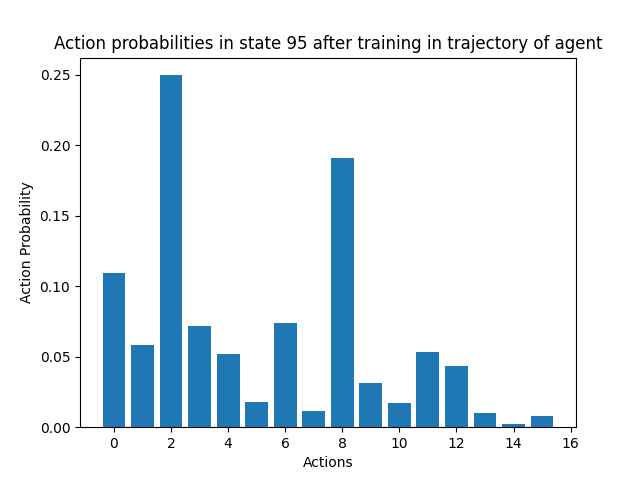 Action probabilities in state 95 after training in trajectory of agent
0.25
0.20
0.15
0.10
0.05
0.00
Action Probability
0 2 4 6 8 10 12 14 16
Actions